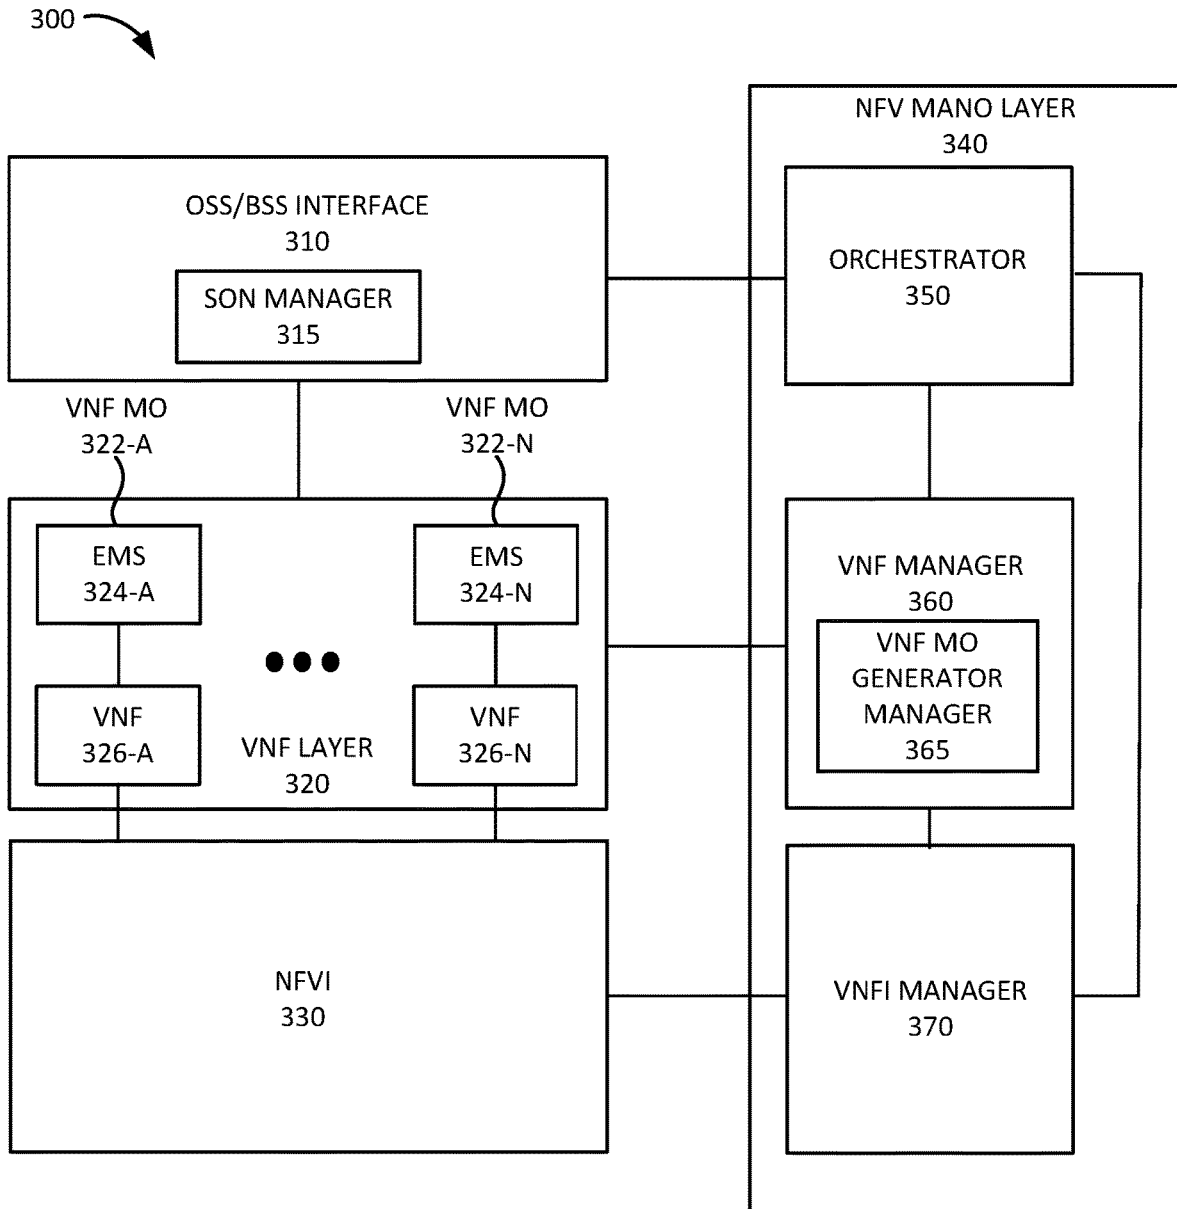 300
NFV MANO LAYER
340
OSS/BSS INTERFACE
310
SON MANAGER
315
ORCHESTRATOR
350
VNF MO
322-A
VNF MO
322-N
EMS
324-A
EMS
324-N
VNF
326-A
VNF LAYER
320
VNF
326-N
VNF MANAGER
360
VNF MO
GENERATOR
MANAGER
365
NFVI
330
VNFI MANAGER
370